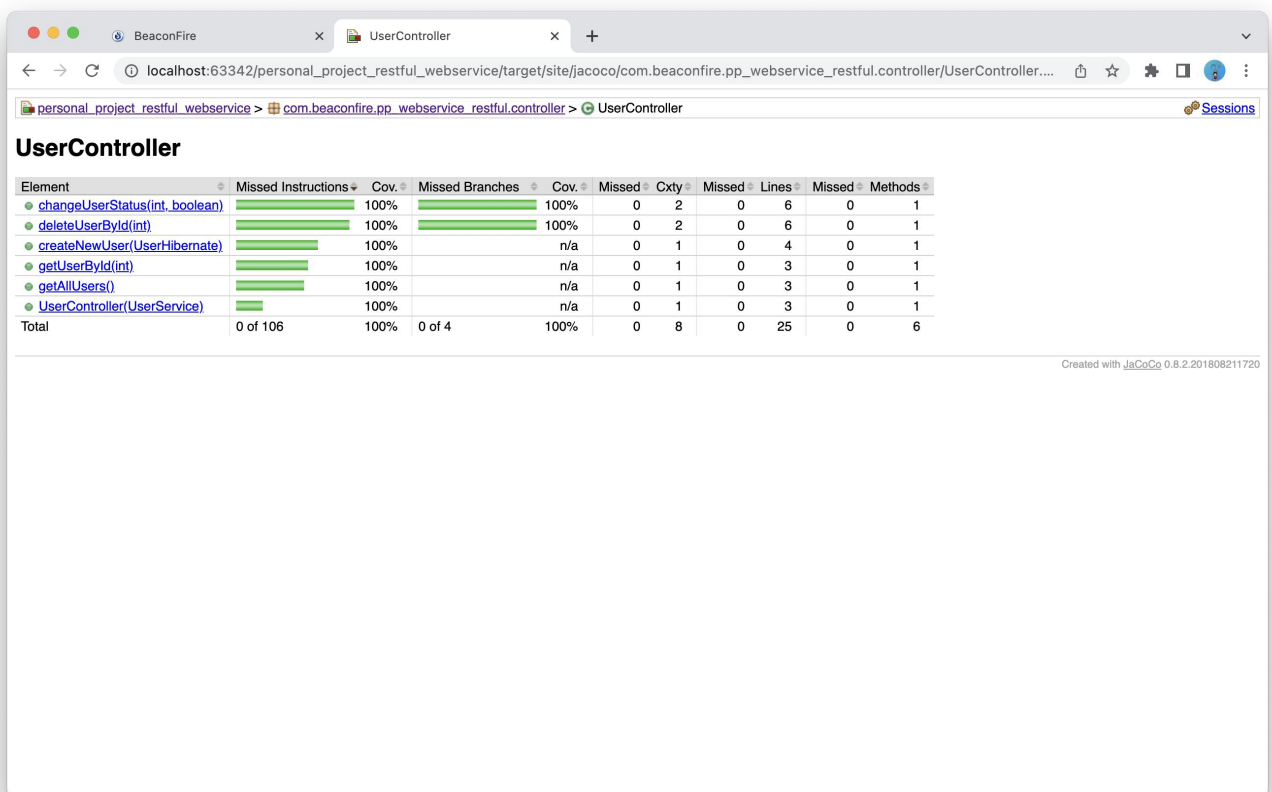 BeaconFire
UserController
localhost:63342/personal_project_restful_webservice/target/site/jacoco/com.beaconfire.pp_webservice_restful.controller/UserController....
personal_project_restful_webservice > com.beaconfire.pp_webservice_restful.controller > UserController Sessions
UserController
Element Missed Instructions Cov. Missed Branches Cov. Missed Cxty Missed Lines Missed Methods
changeUserStatus(int, boolean) 100% 100% 0 2 0 6 0 1
deleteUserById(int) 100% 100% 0 2 0 6 0 1
createNewUser(UserHibernate) 100% n/a 0 1 0 4 0 1
getUserById(int) 100% n/a 0 1 0 3 0 1
getAllUsers() 100% n/a 0 1 0 3 0 1
UserController(UserService) 100% n/a 0 1 0 3 0 1
Total 0 of 106 100% 0 of 4 100% 0 8 0 25 0 6
Created with JaCoCo 0.8.2.201808211720